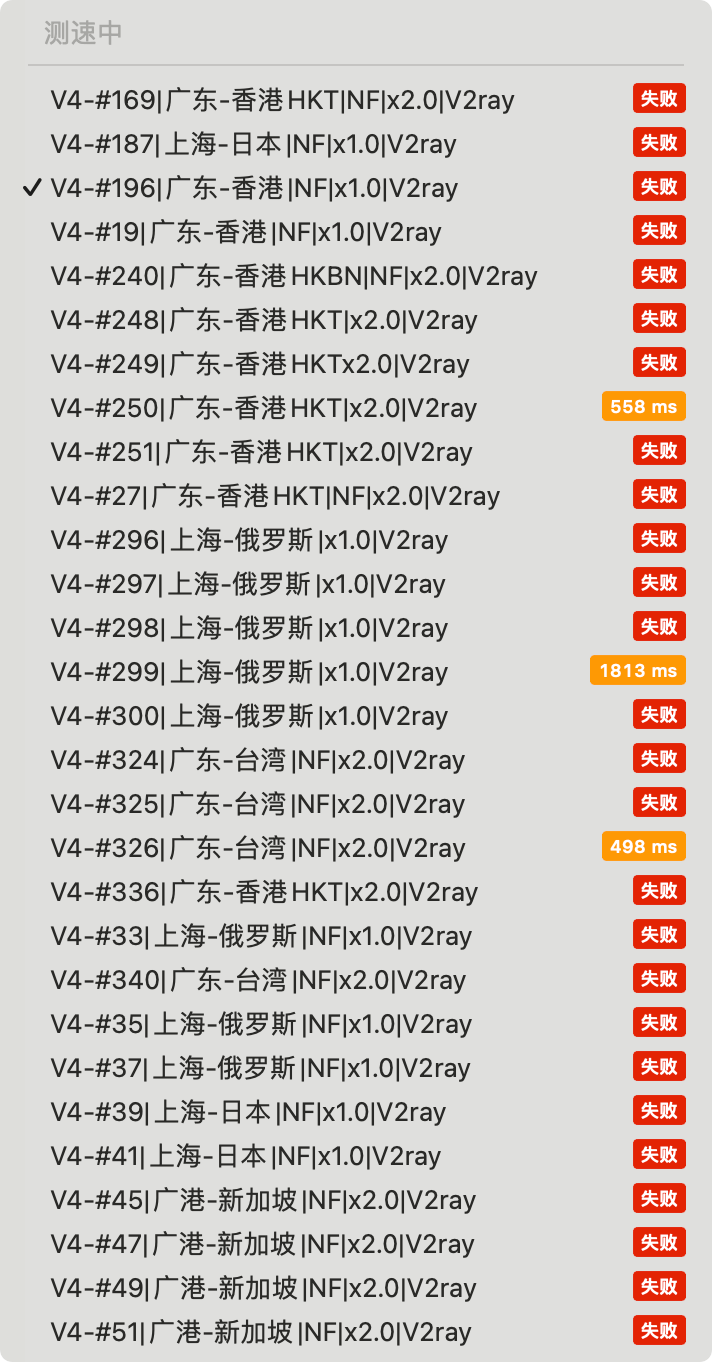 测速中
V4-#169|广东-香港HKT|NF|x2.0|V2ray 失败
V4-#187|上海-日本|NF|x1.0|V2ray 失败
✓ V4-#196|广东-香港|NF|x1.0|V2ray 失败
V4-#19|广东-香港|NF|x1.0|V2ray 失败
V4-#240|广东-香港HKBN|NF|x2.0|V2ray 失败
V4-#248|广东-香港HKT|x2.0|V2ray 失败
V4-#249|广东-香港HKTx2.0|V2ray 失败
V4-#250|广东-香港HKT|x2.0|V2ray 558 ms
V4-#251|广东-香港HKT|x2.0|V2ray 失败
V4-#27|广东-香港HKT|NF|x2.0|V2ray 失败
V4-#296|上海-俄罗斯|x1.0|V2ray 失败
V4-#297|上海-俄罗斯|x1.0|V2ray 失败
V4-#298|上海-俄罗斯|x1.0|V2ray 失败
V4-#299|上海-俄罗斯|x1.0|V2ray 1813 ms
V4-#300|上海-俄罗斯|x1.0|V2ray 失败
V4-#324|广东-台湾|NF|x2.0|V2ray 失败
V4-#325|广东-台湾|NF|x2.0|V2ray 失败
V4-#326|广东-台湾|NF|x2.0|V2ray 498 ms
V4-#336|广东-香港HKT|x2.0|V2ray 失败
V4-#33|上海-俄罗斯|NF|x1.0|V2ray 失败
V4-#340|广东-台湾|NF|x2.0|V2ray 失败
V4-#35|上海-俄罗斯|NF|x1.0|V2ray 失败
V4-#37|上海-俄罗斯|NF|x1.0|V2ray 失败
V4-#39|上海-日本|NF|x1.0|V2ray 失败
V4-#41|上海-日本|NF|x1.0|V2ray 失败
V4-#45|广港-新加坡|NF|x2.0|V2ray 失败
V4-#47|广港-新加坡|NF|x2.0|V2ray 失败
V4-#49|广港-新加坡|NF|x2.0|V2ray 失败
V4-#51|广港-新加坡|NF|x2.0|V2ray 失败